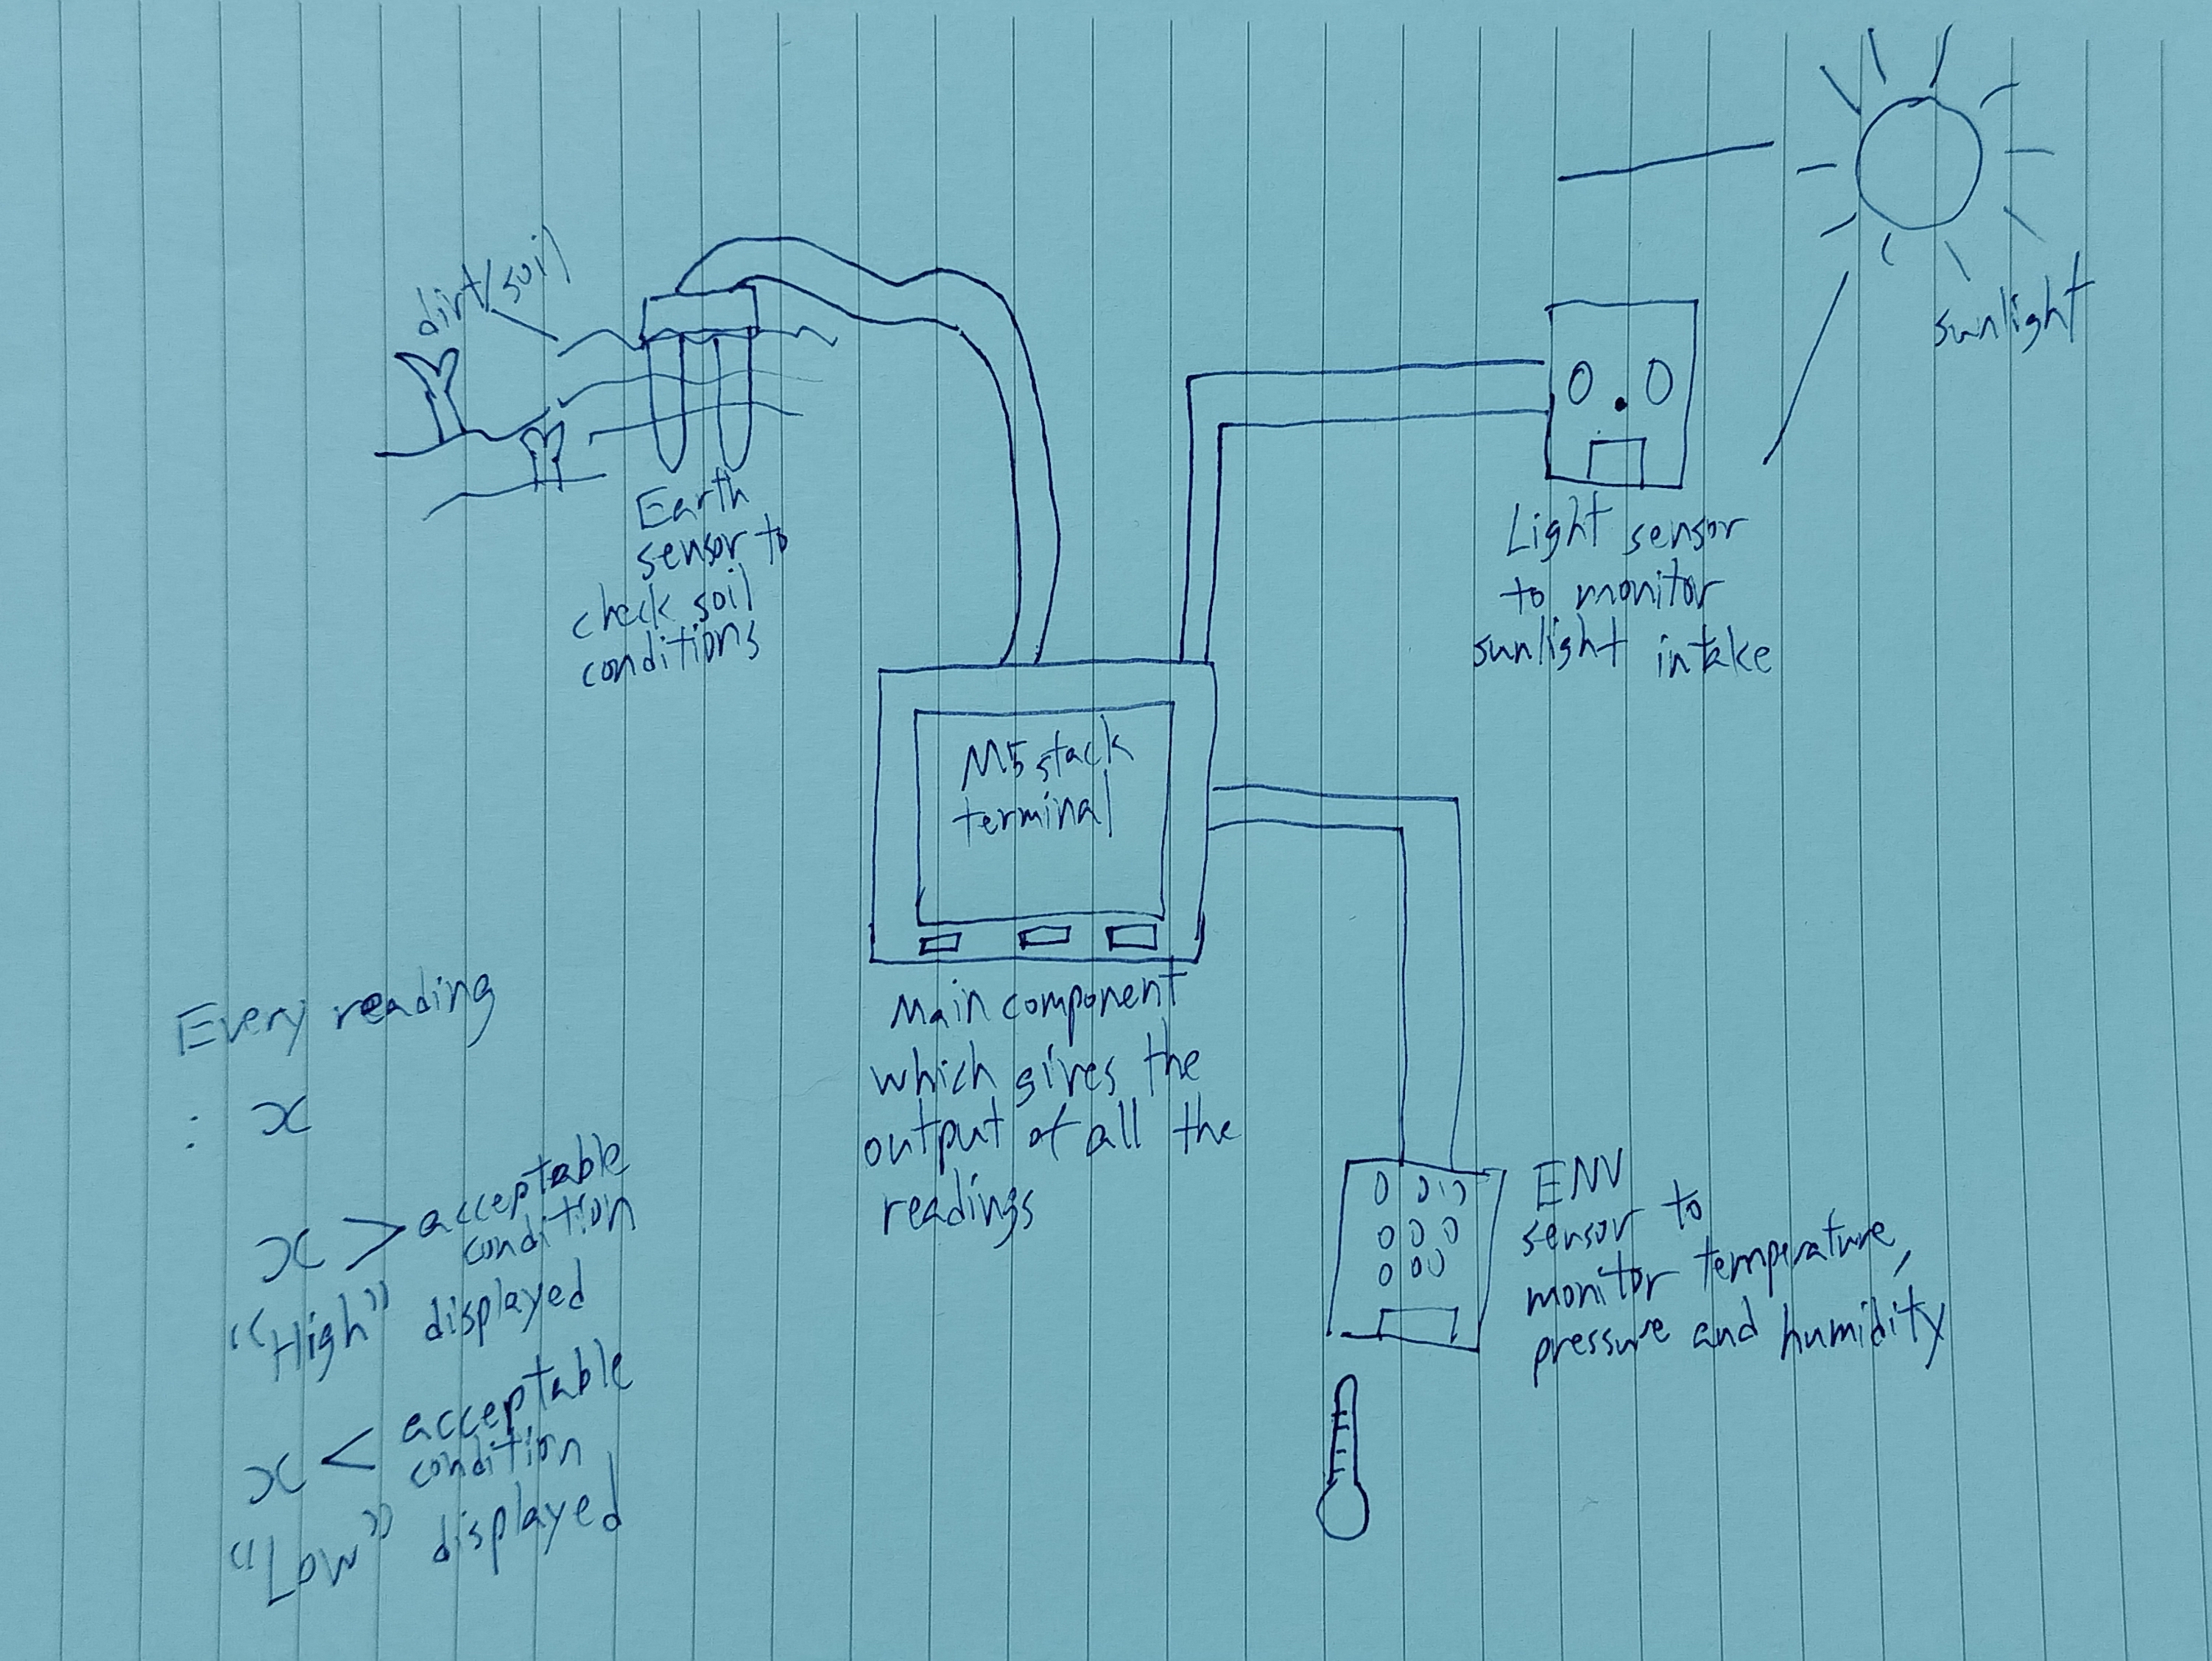 dirt/soil
sunlight
Earth
sensor to
check soil
conditions
Light sensor
to monitor
sunlight intake
M5 stack
terminal
Main component
which gives the
output of all the
readings
ENV
sensor to
monitor temperature,
pressure and humidity
Every reading
: x
x > acceptable
condition
"High" displayed
x < acceptable
condition
"Low" displayed